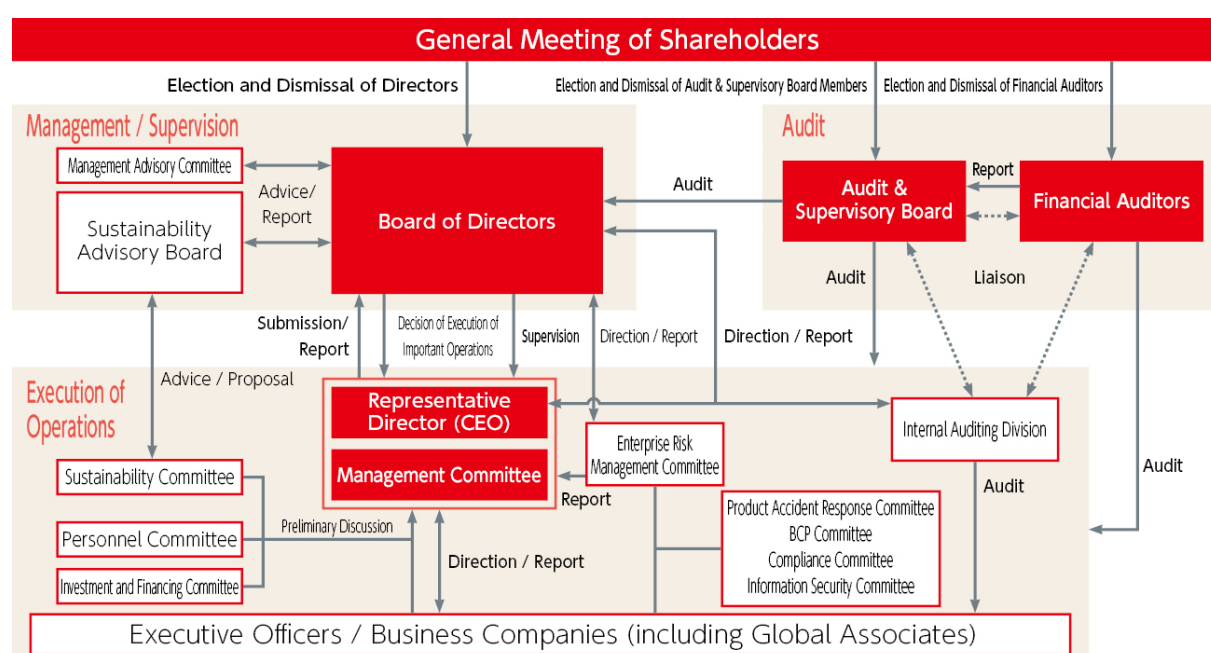 General Meeting of Shareholders
Election and Dismissal of Directors
Election and Dismissal of Audit & Supervisory Board Members
Election and Dismissal of Financial Auditors
Management / Supervision
Audit
Management Advisory Committee
Advice/
Report
Sustainability
Advisory Board
Board of Directors
Audit
Audit &
Supervisory Board
Report
Financial Auditors
Audit
Liaison
Submission/
Report
Decision of Execution of
Important Operations
Supervision
Direction / Report
Direction / Report
Advice / Proposal
Execution of
Operations
Representative
Director (CEO)
Management Committee
Enterprise Risk
Management Committee
Report
Internal Auditing Division
Audit
Audit
Sustainability Committee
Personnel Committee
Investment and Financing Committee
Preliminary Discussion
Direction / Report
Product Accident Response Committee
BCP Committee
Compliance Committee
Information Security Committee
Executive Officers / Business Companies (including Global Associates)